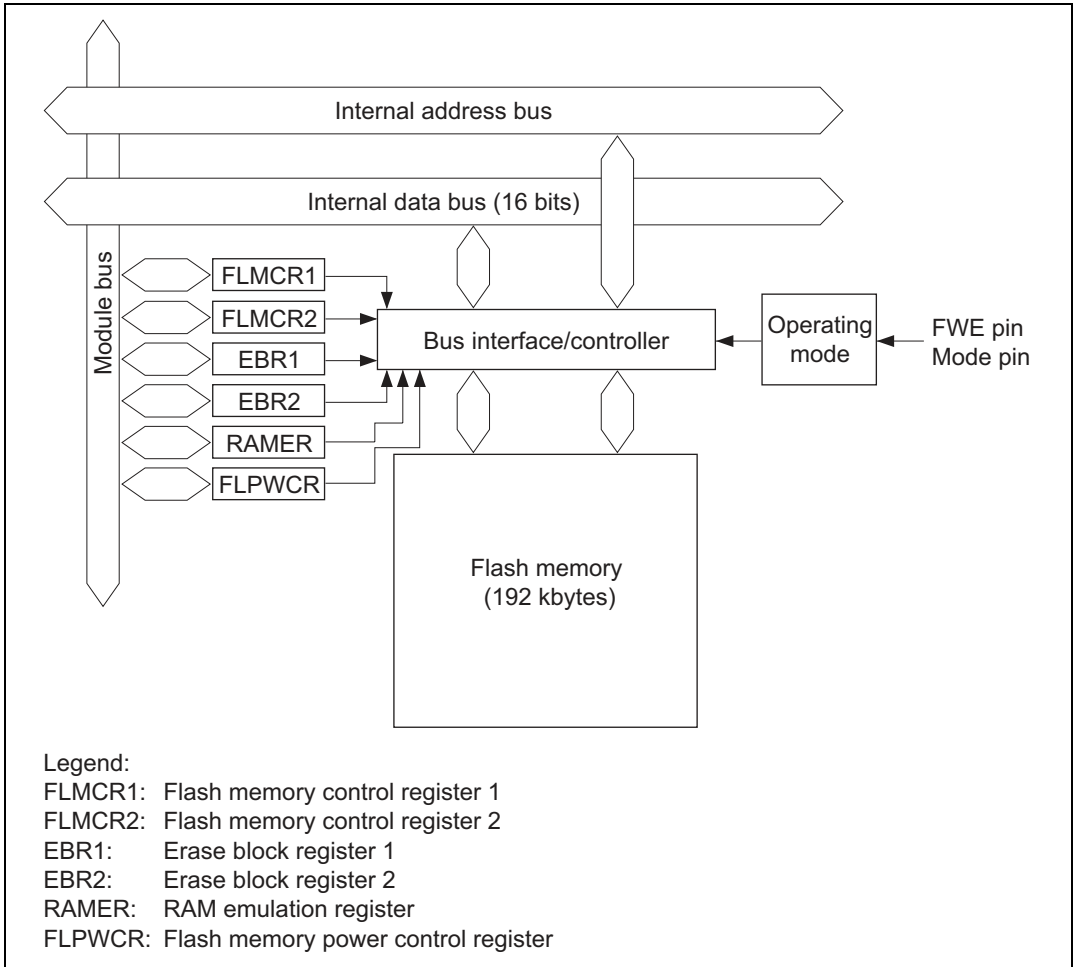 Internal address bus
Internal data bus (16 bits)
Module bus
FLMCR1
FLMCR2
EBR1
EBR2
RAMER
FLPWCR
Bus interface/controller
Operating
mode
FWE pin
Mode pin
Flash memory
(192 kbytes)
Legend:
FLMCR1: Flash memory control register 1
FLMCR2: Flash memory control register 2
EBR1: Erase block register 1
EBR2: Erase block register 2
RAMER: RAM emulation register
FLPWCR: Flash memory power control register